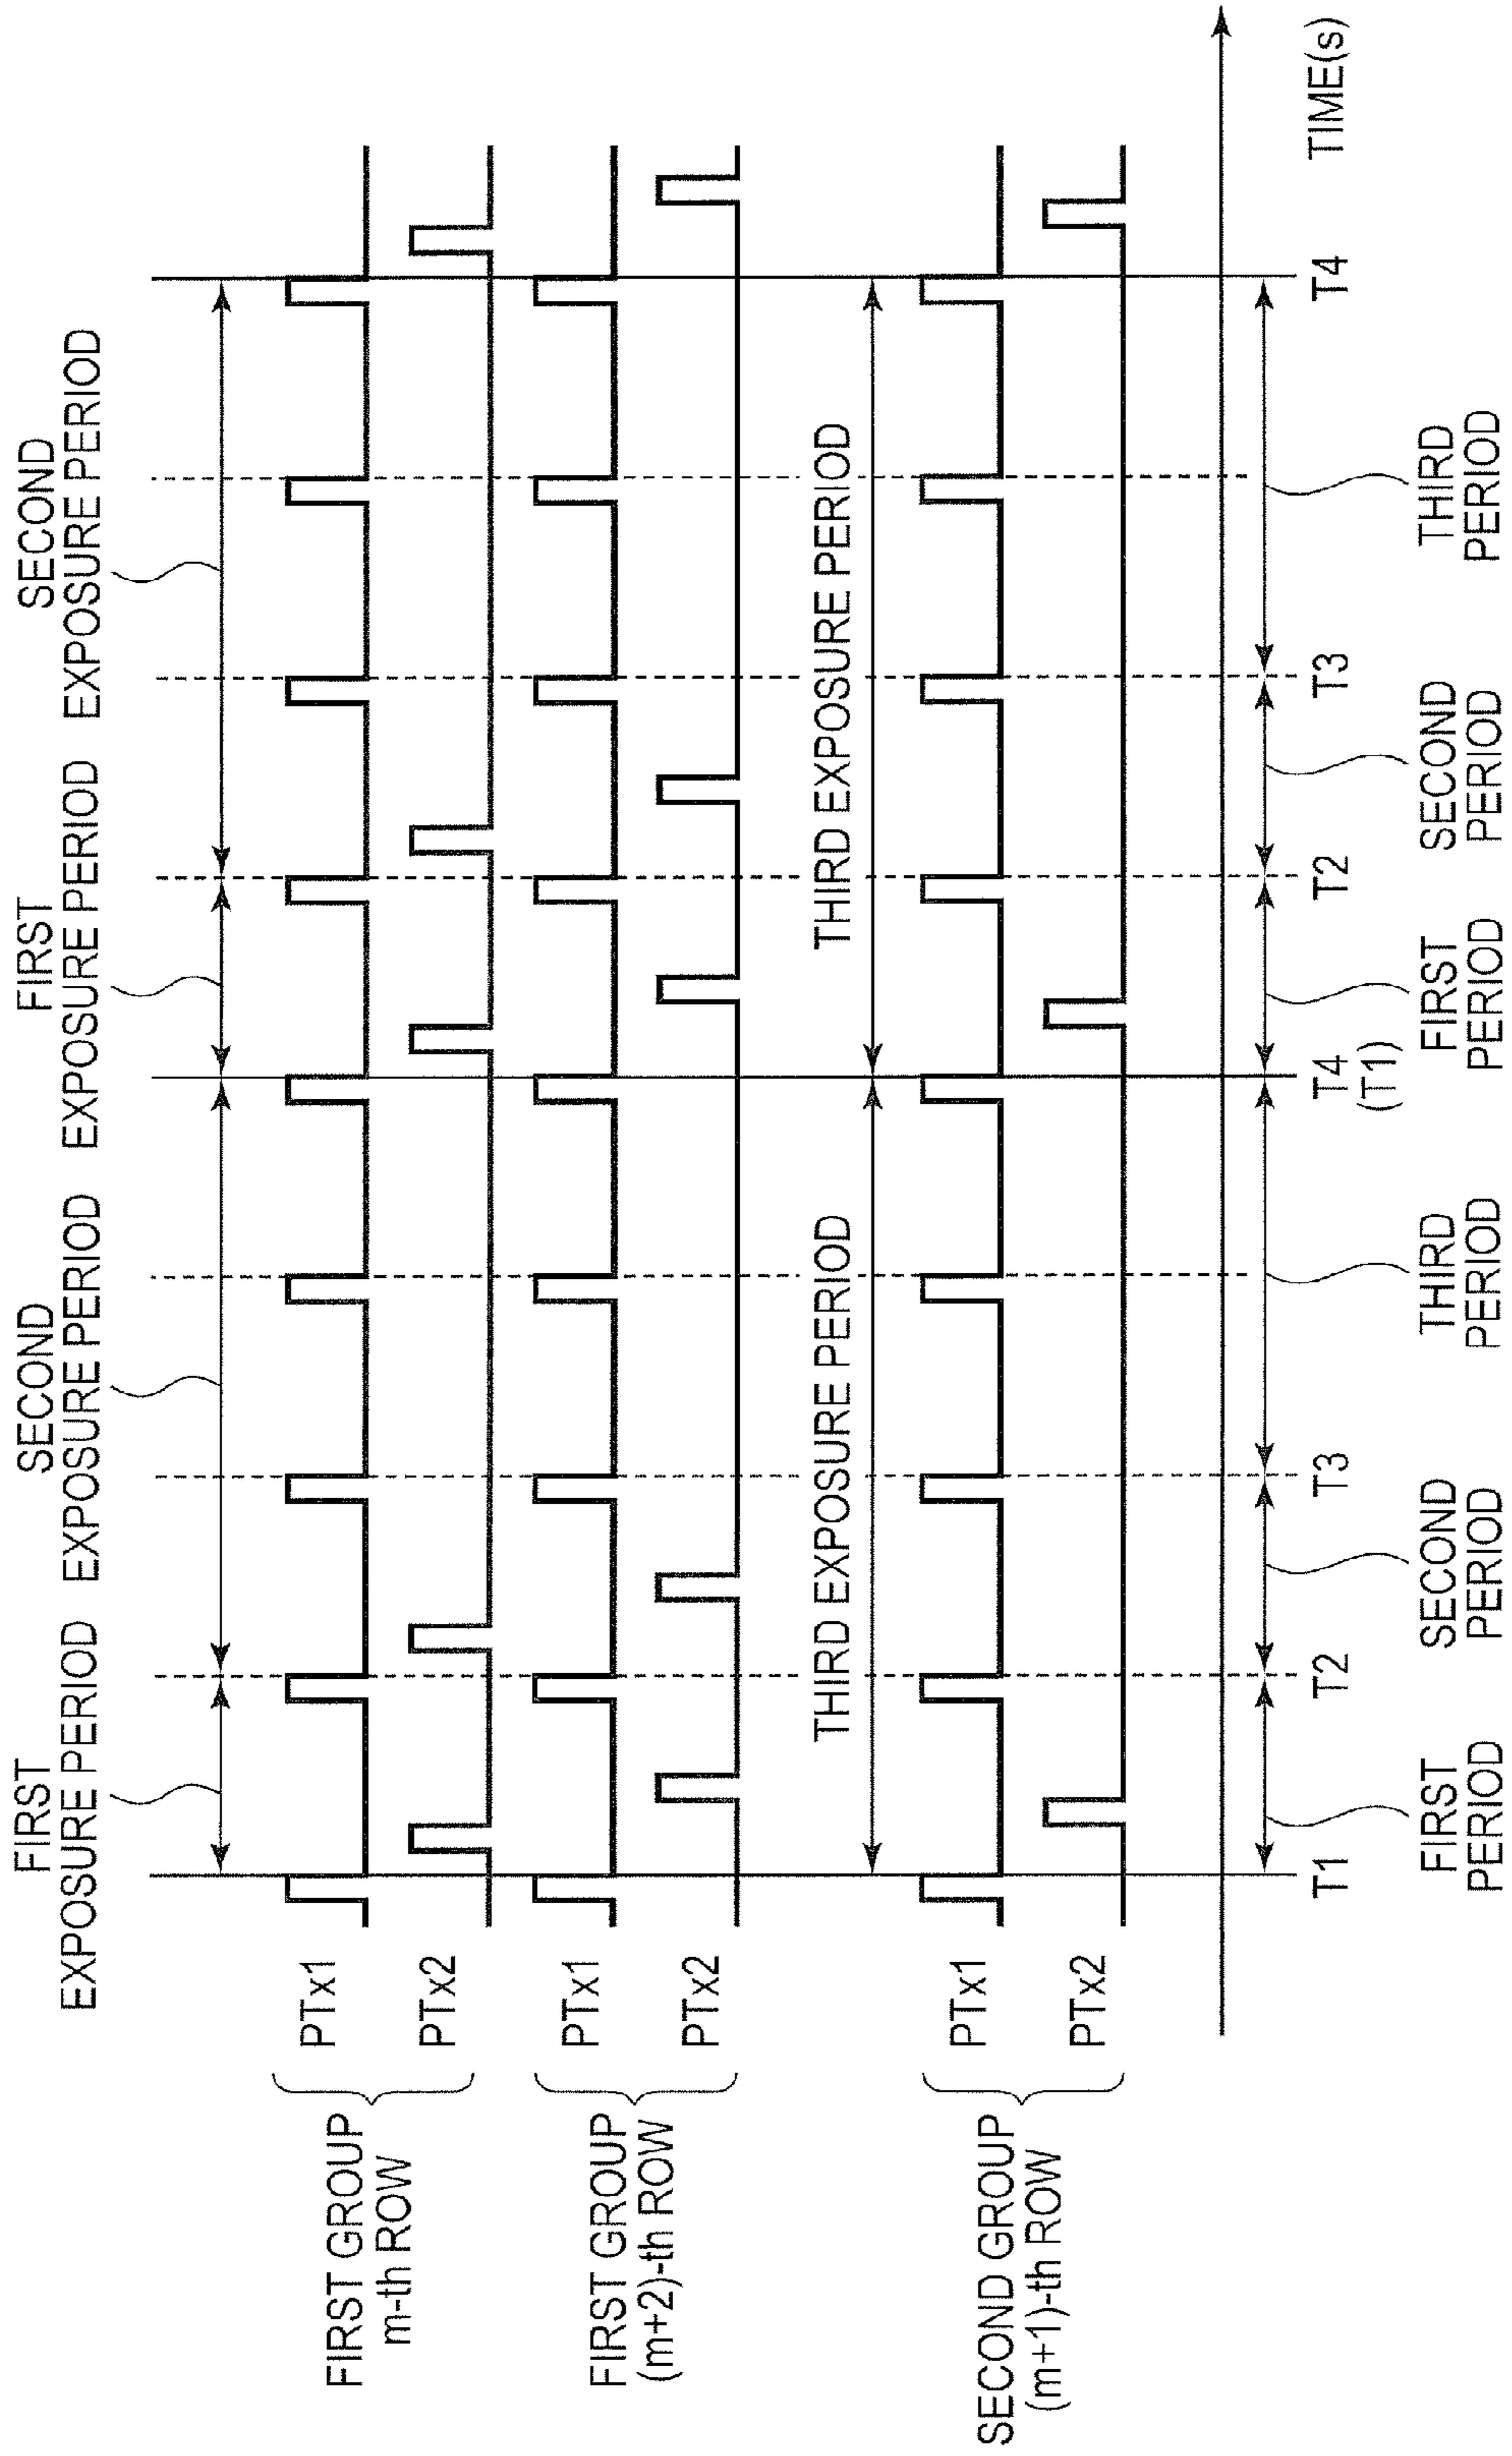 FIRST
EXPOSURE PERIOD
SECOND
EXPOSURE PERIOD
FIRST
EXPOSURE PERIOD
SECOND
EXPOSURE PERIOD
FIRST GROUP
m-th ROW
PTx1
PTx2
FIRST GROUP
(m+2)-th ROW
PTx1
PTx2
THIRD EXPOSURE PERIOD
THIRD EXPOSURE PERIOD
SECOND GROUP
(m+1)-th ROW
PTx1
PTx2
T1
T2
T3
T4
(T1)
T2
T3
T4
TIME(s)
FIRST
PERIOD
SECOND
PERIOD
THIRD
PERIOD
FIRST
PERIOD
SECOND
PERIOD
THIRD
PERIOD